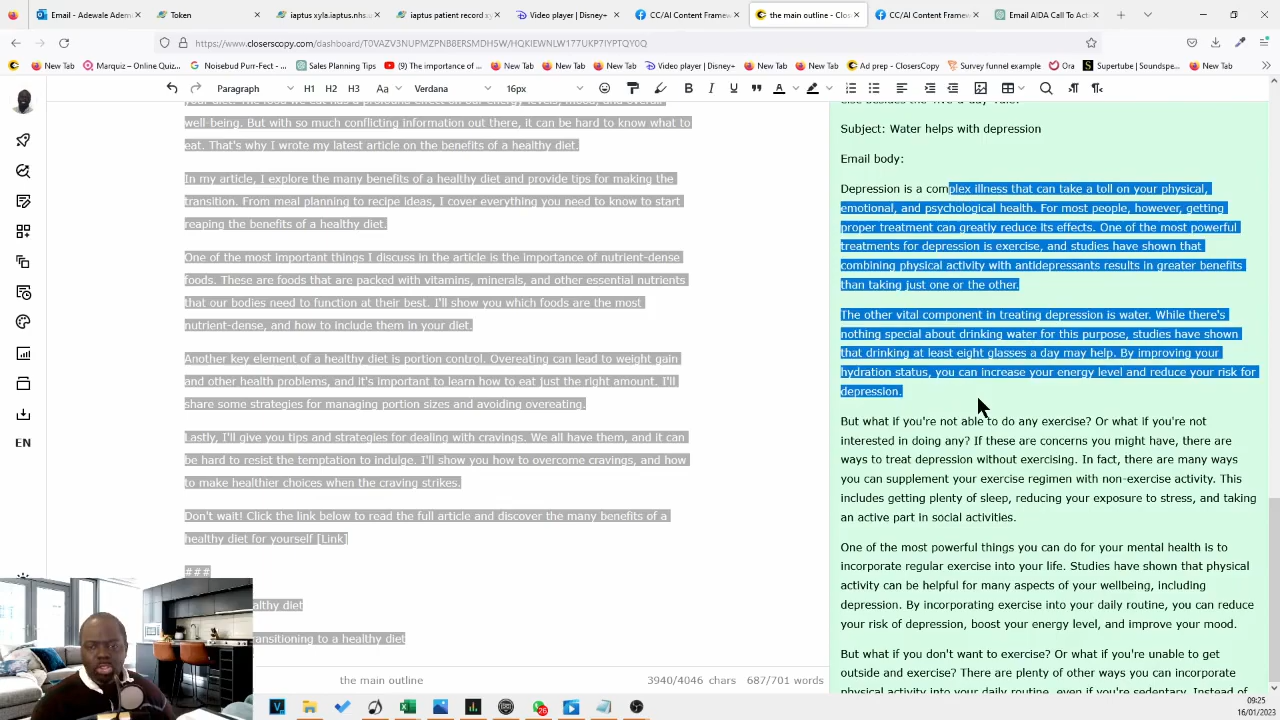 Email - Adewale Adem
Token
iaptus xyla.iaptus.nhs.u
iaptus patient record xy
Video player | Disney+
CC/AI Content Framew
the main outline - Clos
CC/AI Content Framew
Email AIDA Call To Acti
https://www.closerscopy.com/dashboard/T0VAZV3NUPMZPNB8ERSMDH5W/HQKIEWNLW177UKP7IYPTQY0Q
New Tab
Marquiz – Online Quiz...
New Tab
Noisebud Purr-Fect - ...
Sales Planning Tips
(9) The importance of ...
New Tab
New Tab
New Tab
Video player | Disney+
New Tab
Ad prep - ClosersCopy
Survey funnel example
Ora
Supertube | Soundspot...
New Tab
Paragraph
H1 H2 H3
Aa
Verdana
16px
B I U
A
well-being. But with so much conflicting information out there, it can be hard to know what to
eat. That's why I wrote my latest article on the benefits of a healthy diet.
In my article, I explore the many benefits of a healthy diet and provide tips for making the
transition. From meal planning to recipe ideas, I cover everything you need to know to start
reaping the benefits of a healthy diet.
One of the most important things I discuss in the article is the importance of nutrient-dense
foods. These are foods that are packed with vitamins, minerals, and other essential nutrients
that our bodies need to function at their best. I'll show you which foods are the most
nutrient-dense, and how to include them in your diet.
Another key element of a healthy diet is portion control. Overeating can lead to weight gain
and other health problems, and it's important to learn how to eat just the right amount. I'll
share some strategies for managing portion sizes and avoiding overeating.
Lastly, I'll give you tips and strategies for dealing with cravings. We all have them, and it can
be hard to resist the temptation to indulge. I'll show you how to overcome cravings, and how
to make healthier choices when the craving strikes.
Don't wait! Click the link below to read the full article and discover the many benefits of a
healthy diet for yourself [Link]
###
althy diet
ansitioning to a healthy diet
EN
the main outline
3940/4046 chars
687/701 words
Subject: Water helps with depression
Email body:
Depression is a complex illness that can take a toll on your physical,
emotional, and psychological health. For most people, however, getting
proper treatment can greatly reduce its effects. One of the most powerful
treatments for depression is exercise, and studies have shown that
combining physical activity with antidepressants results in greater benefits
than taking just one or the other.
The other vital component in treating depression is water. While there's
nothing special about drinking water for this purpose, studies have shown
that drinking at least eight glasses a day may help. By improving your
hydration status, you can increase your energy level and reduce your risk for
depression.
But what if you're not able to do any exercise? Or what if you're not
interested in doing any? If these are concerns you might have, there are
ways to treat depression without exercising. In fact, there are many ways
you can supplement your exercise regimen with non-exercise activity. This
includes getting plenty of sleep, reducing your exposure to stress, and taking
an active part in social activities.
One of the most powerful things you can do for your mental health is to
incorporate regular exercise into your life. Studies have shown that physical
activity can be helpful for many aspects of your wellbeing, including
depression. By incorporating exercise into your daily routine, you can reduce
your risk of depression, boost your energy level, and improve your mood.
But what if you don't want to exercise? Or what if you're unable to get
outside and exercise? There are plenty of other ways you can incorporate
physical activity into your daily routine, even if you're sedentary. Instead of
26
09:25
16/01/2023